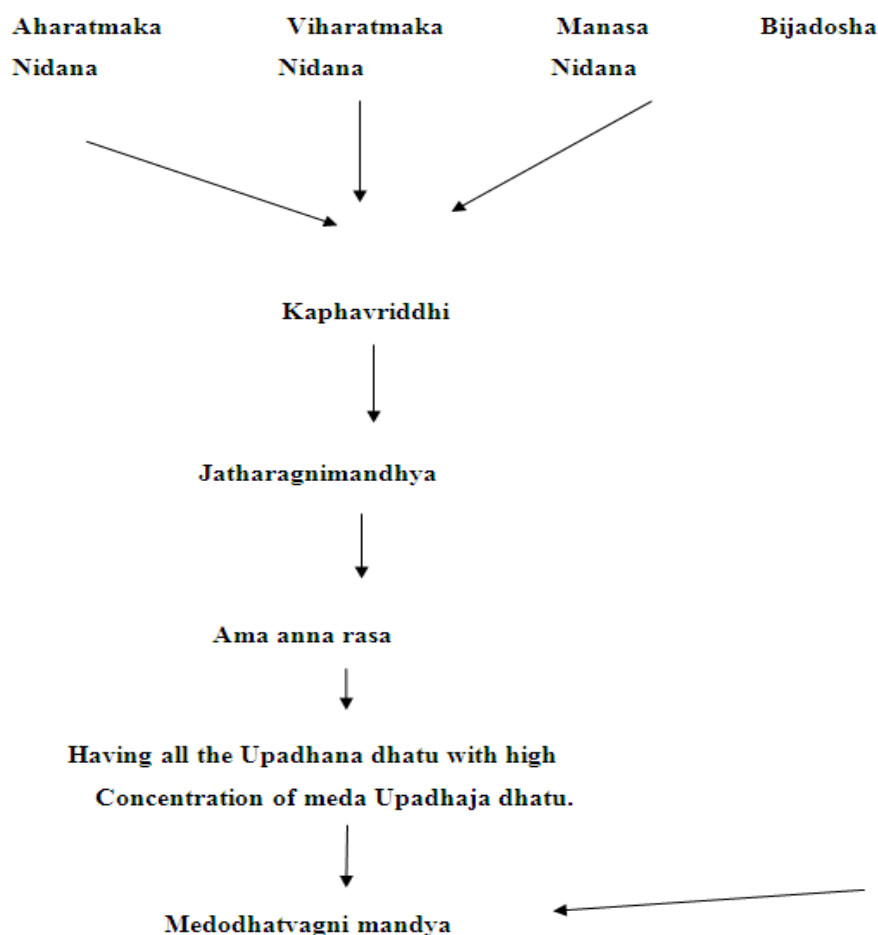 Aharatmaka Viharatmaka Manasa Bijadosha
Nidana Nidana Nidana
Kaphavriddhi
Jatharagnimandhya
Ama anna rasa
Having all the Upadhana dhatu with high
Concentration of meda Upadhaja dhatu.
Medodhatvagni mandya